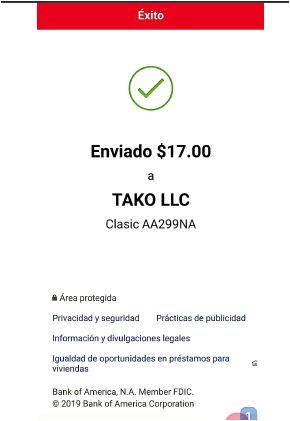 Éxito
Enviado $17.00
a
TAKO LLC
Clasic AA299NA
Área protegida
Privacidad y seguridad Prácticas de publicidad
Información y divulgaciones legales
Igualdad de oportunidades en préstamos para
viviendas
Bank of America, N.A. Member FDIC.
© 2019 Bank of America Corporation
1